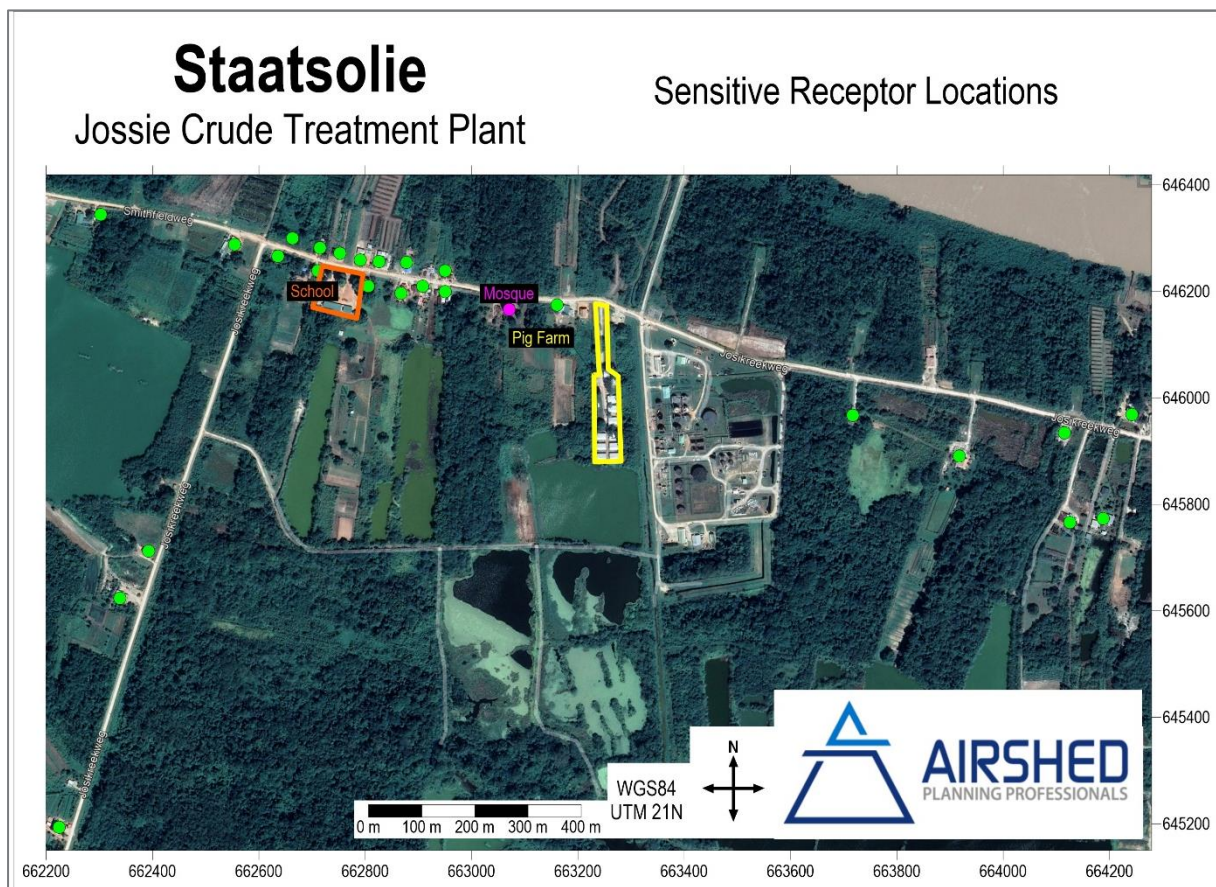 Staatsolie
Jossie Crude Treatment Plant
Sensitive Receptor Locations
646400
Smithfieldweg
School
Mosque
646200
Pig Farm
Josikreekweg
Josikreekweg
646000
Josikreekweg
645800
Josikreekweg
645600
645400
N
AIRSHED
PLANNING PROFESSIONALS
WGS84
UTM 21N
Josikreekweg
0 m 100 m 200 m 300 m 400 m
645200
662200 662400 662600 662800 663000 663200 663400 663600 663800 664000 664200